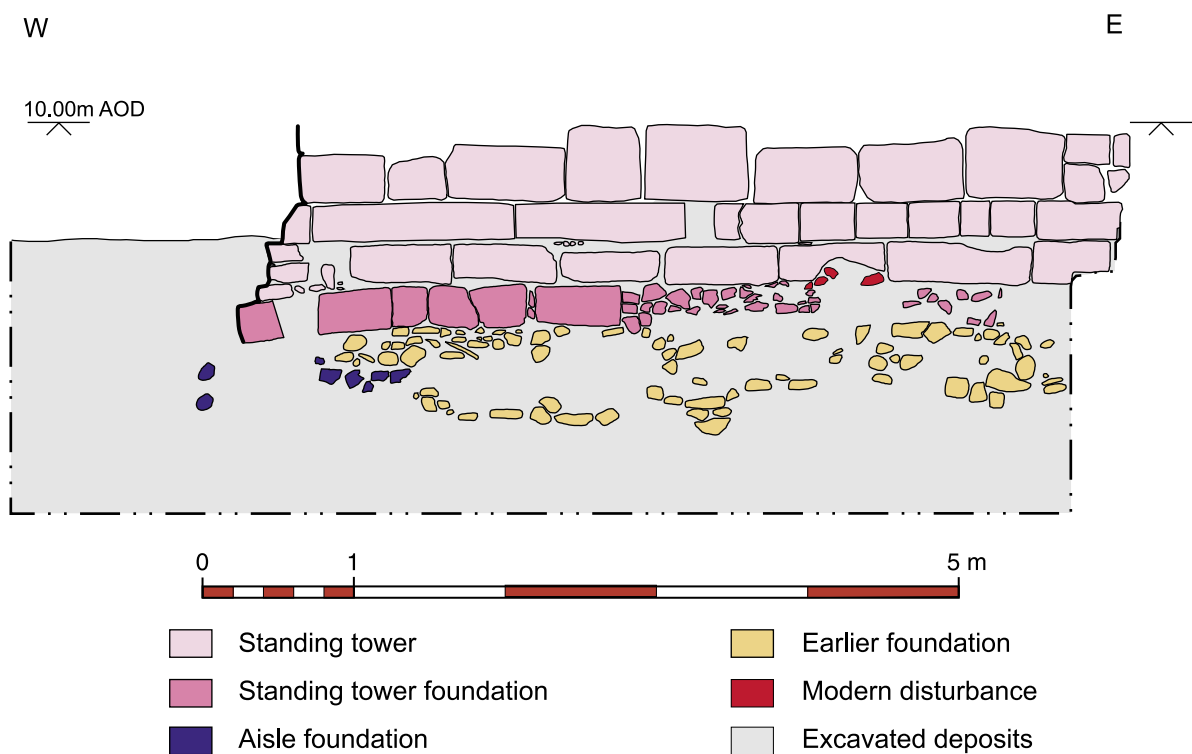 W E
10.00m AOD
0 1 5 m
Standing tower
Standing tower foundation
Aisle foundation
Earlier foundation
Modern disturbance
Excavated deposits